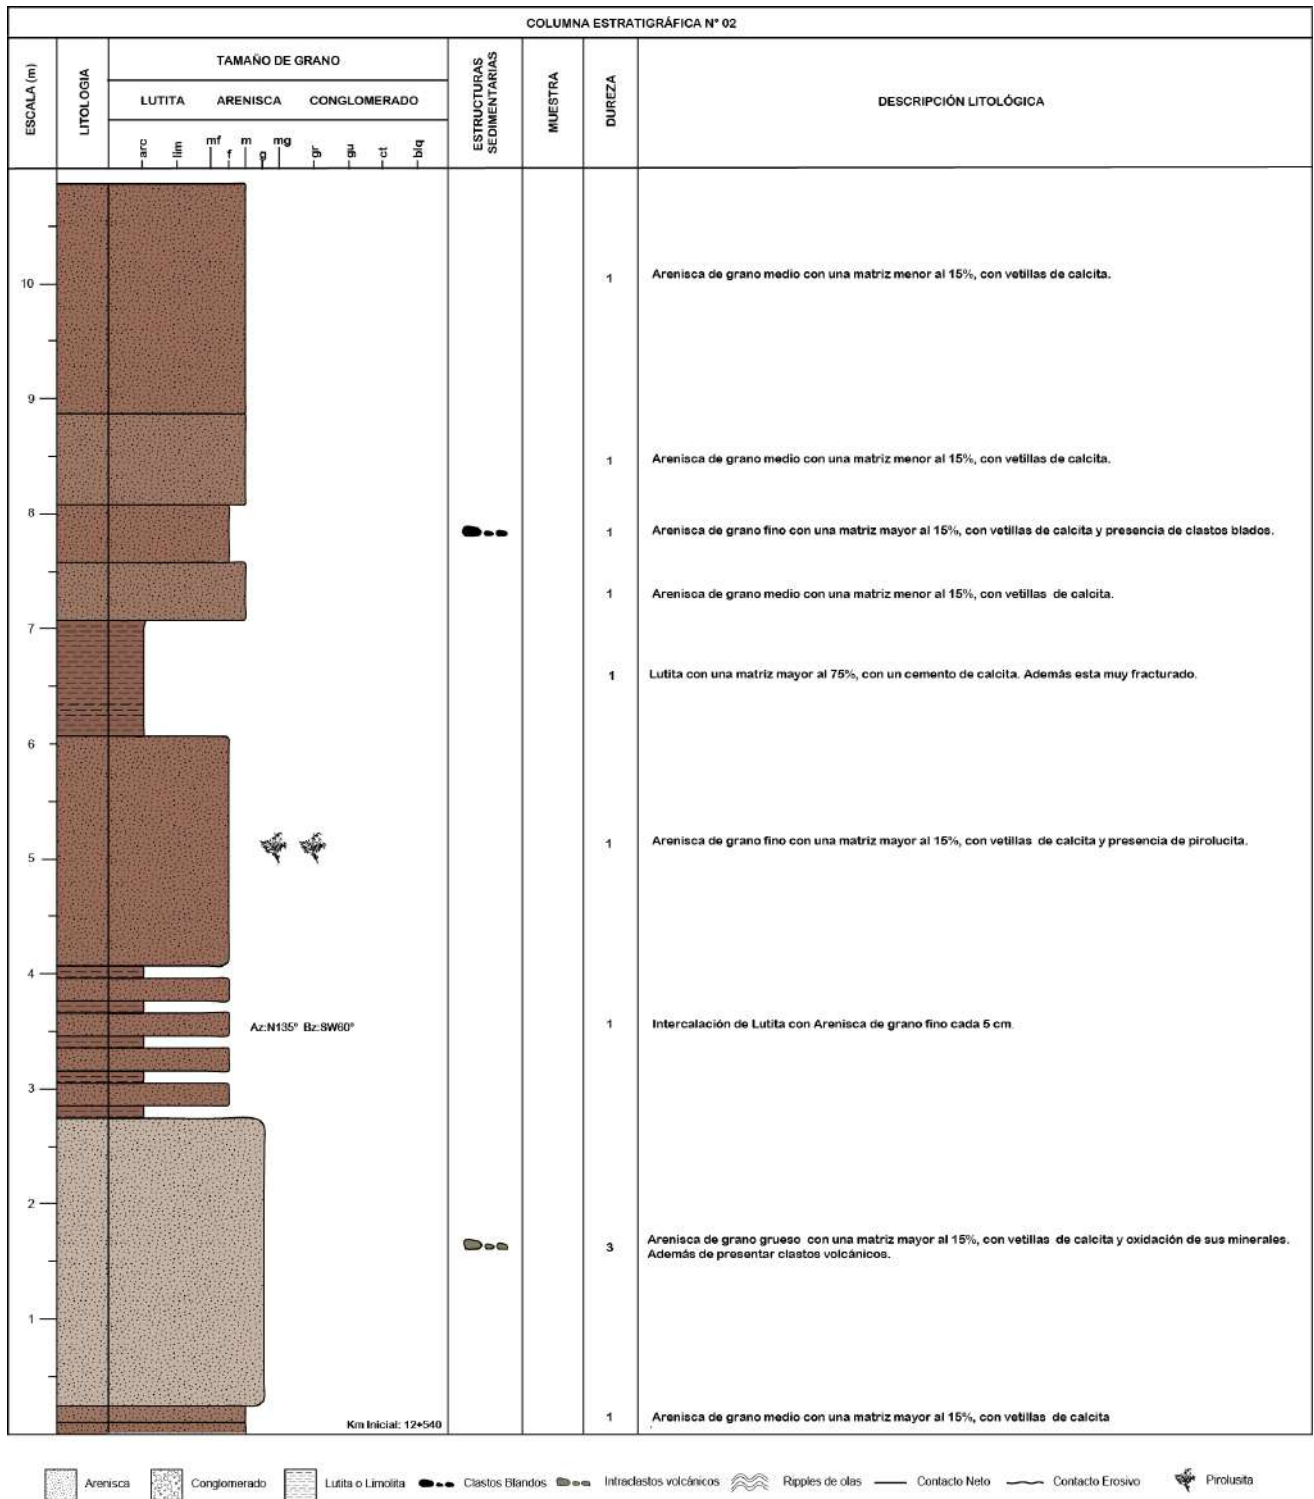 COLUMNA ESTRATIGRÁFICA N° 02
ESCALA (m)
LITOLOGIA
TAMAÑO DE GRANO
LUTITA ARENISCA CONGLOMERADO
arc lim mf f m g mg gr gu ct blq
ESTRUCTURAS
SEDIMENTARIAS
MUESTRA
DUREZA
DESCRIPCIÓN LITOLÓGICA
10
1 Arenisca de grano medio con una matriz menor al 15%, con vetillas de calcita.
9
1 Arenisca de grano medio con una matriz menor al 15%, con vetillas de calcita.
8
1 Arenisca de grano fino con una matriz mayor al 15%, con vetillas de calcita y presencia de clastos blados.
1 Arenisca de grano medio con una matriz menor al 15%, con vetillas de calcita.
7
1 Lutita con una matriz mayor al 75%, con un cemento de calcita. Además esta muy fracturado.
6
1 Arenisca de grano fino con una matriz mayor al 15%, con vetillas de calcita y presencia de pirolucita.
5
4
Az:N135° Bz:SW60° 1 Intercalación de Lutita con Arenisca de grano fino cada 5 cm.
3
2
3 Arenisca de grano grueso con una matriz mayor al 15%, con vetillas de calcita y oxidación de sus minerales.
Además de presentar clastos volcánicos.
1
Km Inicial: 12+540 1 Arenisca de grano medio con una matriz mayor al 15%, con vetillas de calcita
Arenisca Conglomerado Lutita o Limolita Clastos Blandos Intraclastos volcánicos Ripples de olas Contacto Neto Contacto Erosivo Pirolusita